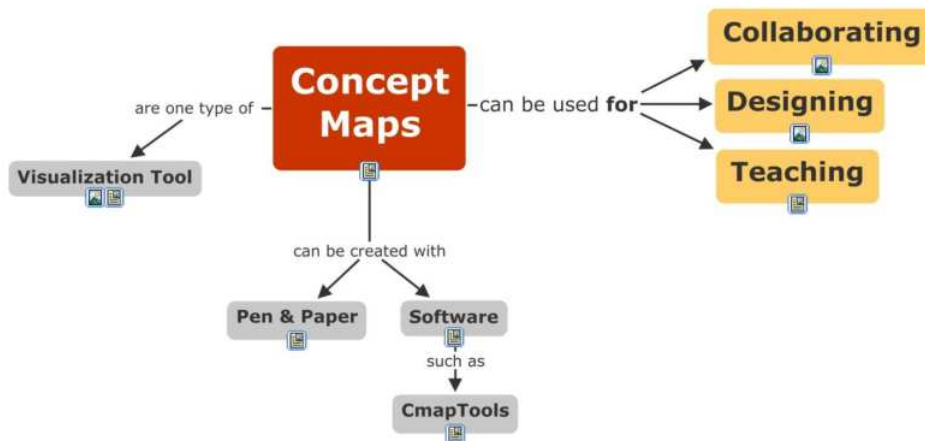 Concept
Maps
are one type of
Visualization Tool
can be used for
Collaborating
Designing
Teaching
can be created with
Pen & Paper
Software
such as
CmapTools